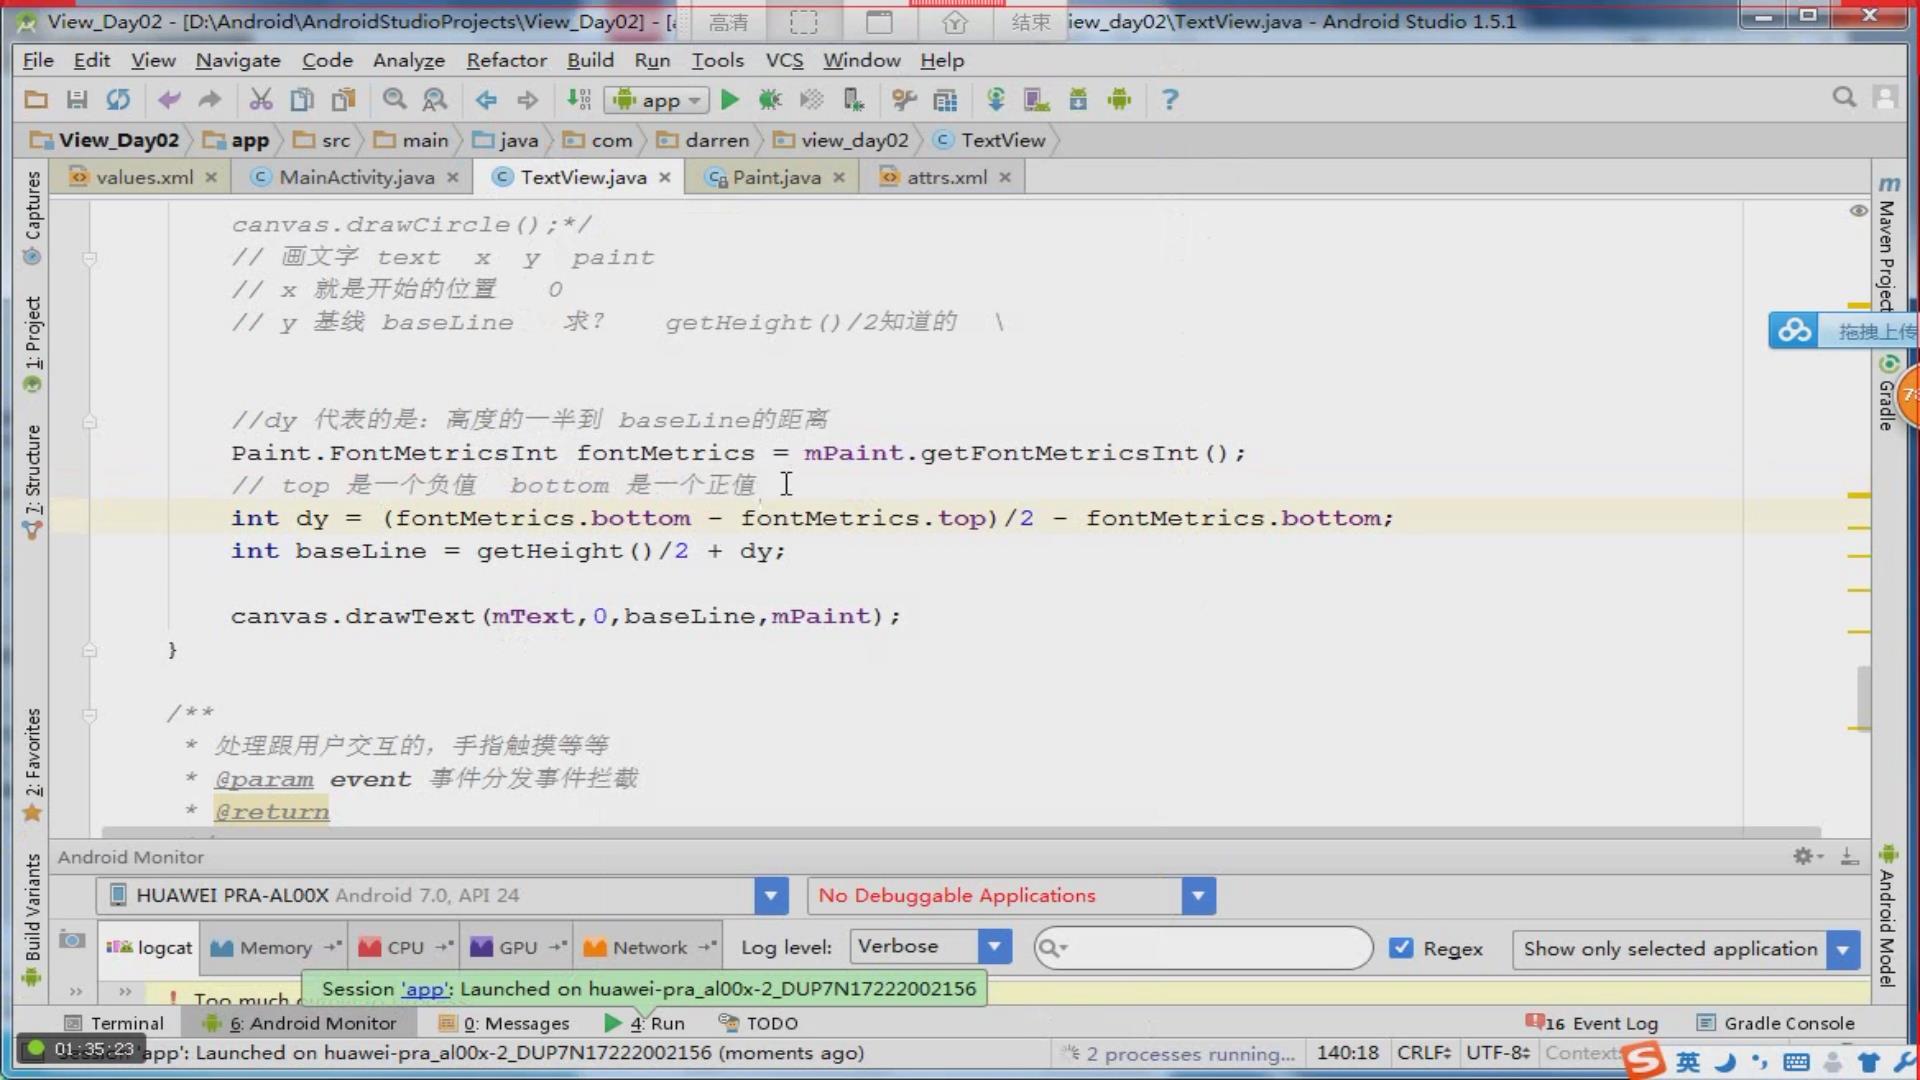 View_Day02 - [D:\Android\AndroidStudioProjects\View_Day02] - [
高清
结束
iew_day02\TextView.java - Android Studio 1.5.1
File Edit View Navigate Code Analyze Refactor Build Run Tools VCS Window Help
app
View_Day02 app src main java com darren view_day02 TextView
values.xml MainActivity.java TextView.java Paint.java attrs.xml
canvas.drawCircle();*/
// 画文字 text x y paint
// x 就是开始的位置 0
// y 基线 baseLine 求? getHeight()/2知道的 \
//dy 代表的是: 高度的一半到 baseLine的距离
Paint.FontMetricsInt fontMetrics = mPaint.getFontMetricsInt();
// top 是一个负值 bottom 是一个正值
int dy = (fontMetrics.bottom - fontMetrics.top)/2 - fontMetrics.bottom;
int baseLine = getHeight()/2 + dy;
canvas.drawText(mText,0,baseLine,mPaint);
}
/**
* 处理跟用户交互的, 手指触摸等等
* @param event 事件分发事件拦截
* @return
Captures
1: Project
7: Structure
2: Favorites
Build Variants
Maven Project
拖拽上传
Gradle
Android Model
Android Monitor
HUAWEI PRA-AL00X Android 7.0, API 24
No Debuggable Applications
logcat Memory CPU GPU Network Log level: Verbose Regex Show only selected application
Too much
Session 'app': Launched on huawei-pra_al00x-2_DUP7N17222002156
Terminal 6: Android Monitor 0: Messages 4: Run TODO 16 Event Log Gradle Console
01:35:23
'app': Launched on huawei-pra_al00x-2_DUP7N17222002156 (moments ago) 2 processes running... 140:18 CRLF UTF-8 Context:
英